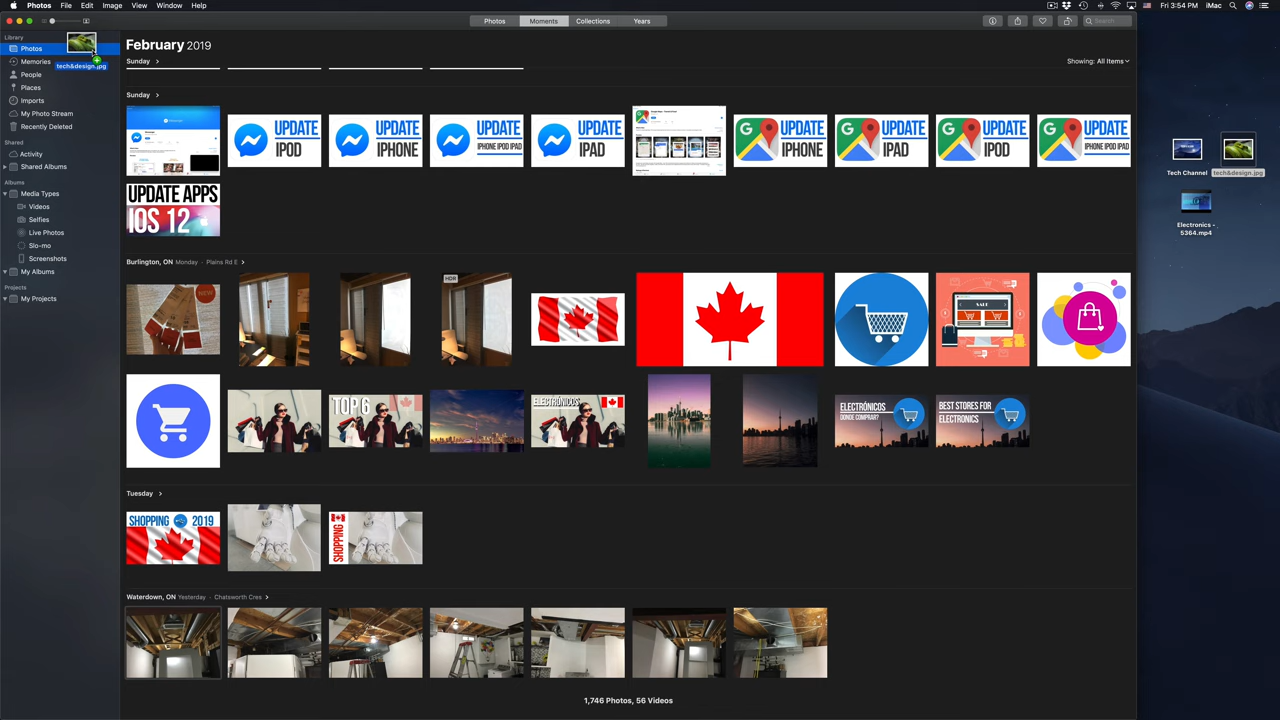 Photos File Edit Image View Window Help
Fri 3:54 PM iMac
Photos Moments Collections Years
Search
Library
Photos
Memories
People
Places
Imports
My Photo Stream
Recently Deleted
Shared
Activity
Shared Albums
Albums
Media Types
Videos
Selfies
Live Photos
Slo-mo
Screenshots
My Albums
Projects
My Projects
tech&design.jpg
February 2019
Sunday >
Showing: All Items
Sunday >
UPDATE IPOD
UPDATE IPHONE
UPDATE IPHONE IPOD IPAD
UPDATE IPAD
UPDATE IPHONE
UPDATE IPAD
UPDATE IPOD
UPDATE IPHONE IPOD IPAD
UPDATE APPS
IOS 12
Burlington, ON Monday · Plains Rd E >
NEW
HDR
SALE
TOP 6
ELECTRÓNICOS
ELECTRÓNICOS
DONDE COMPRAR?
BEST STORES FOR
ELECTRONICS
Tuesday >
SHOPPING 2019
SHOPPING
Waterdown, ON Yesterday · Chatsworth Cres >
1,746 Photos, 56 Videos
Tech Channel
tech&design.jpg
Electronics -
5364.mp4